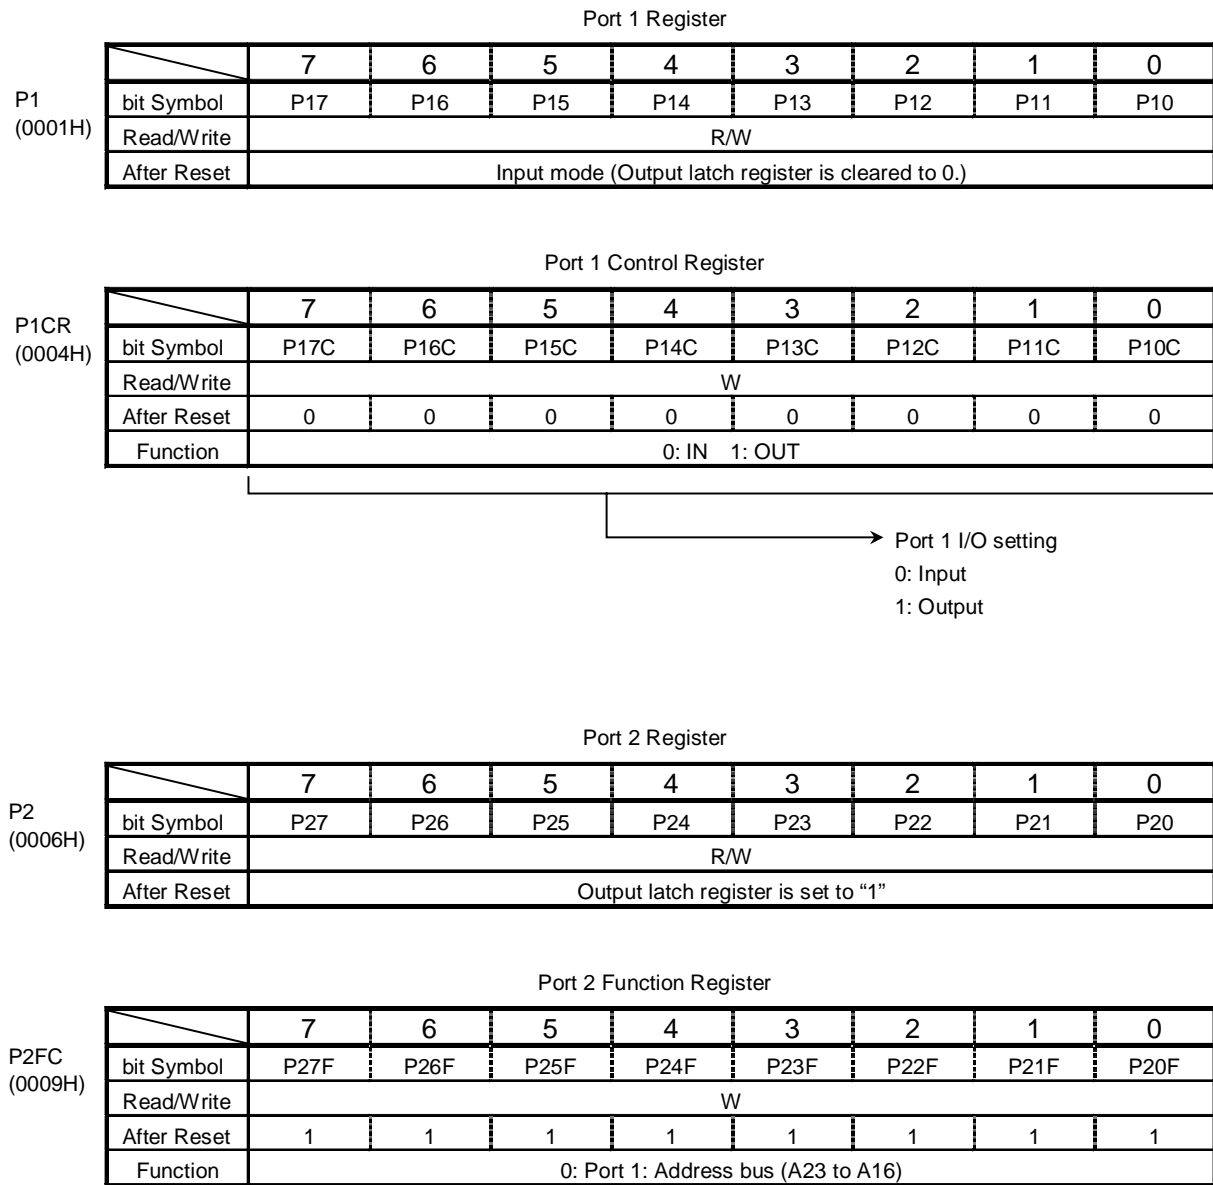 Port 1 Register
7 6 5 4 3 2 1 0
P1
(0001H)
bit Symbol P17 P16 P15 P14 P13 P12 P11 P10
Read/Write R/W
After Reset Input mode (Output latch register is cleared to 0.)
Port 1 Control Register
7 6 5 4 3 2 1 0
P1CR
(0004H)
bit Symbol P17C P16C P15C P14C P13C P12C P11C P10C
Read/Write W
After Reset 0 0 0 0 0 0 0 0
Function 0: IN 1: OUT
Port 1 I/O setting
0: Input
1: Output
Port 2 Register
7 6 5 4 3 2 1 0
P2
(0006H)
bit Symbol P27 P26 P25 P24 P23 P22 P21 P20
Read/Write R/W
After Reset Output latch register is set to “1”
Port 2 Function Register
7 6 5 4 3 2 1 0
P2FC
(0009H)
bit Symbol P27F P26F P25F P24F P23F P22F P21F P20F
Read/Write W
After Reset 1 1 1 1 1 1 1 1
Function 0: Port 1: Address bus (A23 to A16)